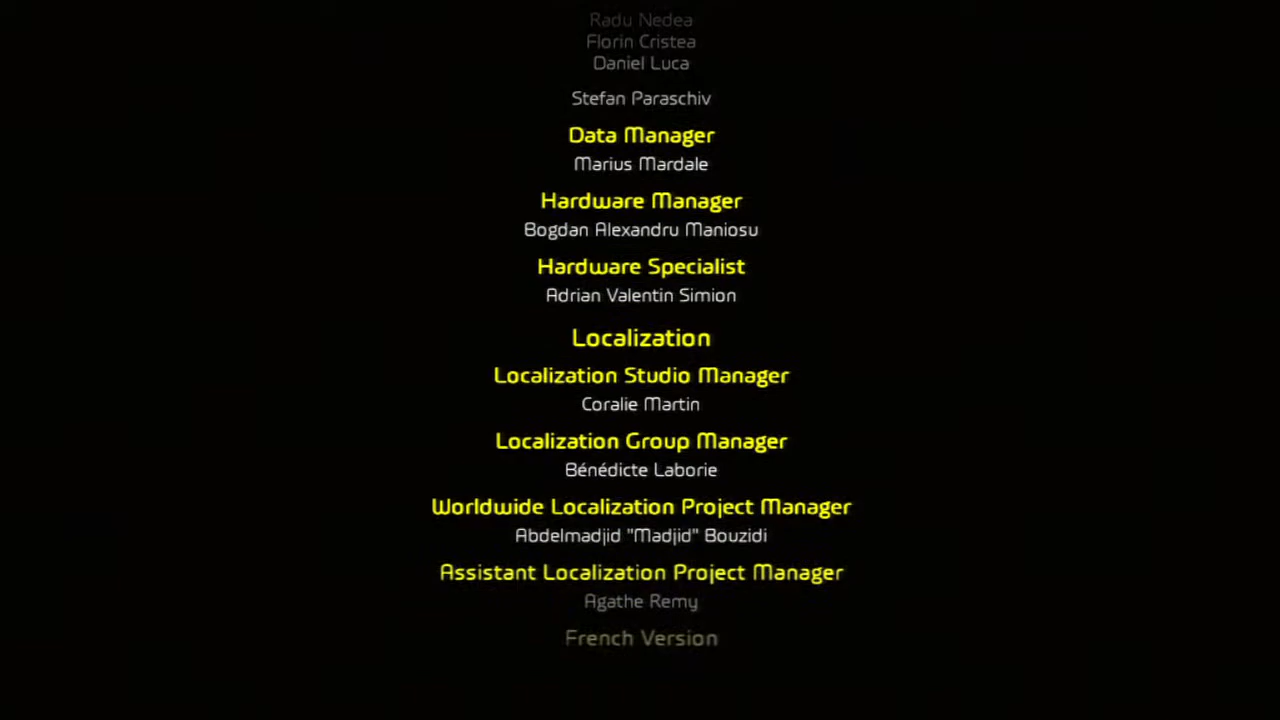 Radu Nedea
Florin Cristea
Daniel Luca
Stefan Paraschiv
Data Manager
Marius Mardale
Hardware Manager
Bogdan Alexandru Maniosu
Hardware Specialist
Adrian Valentin Simion
Localization
Localization Studio Manager
Coralie Martin
Localization Group Manager
Bénédicte Laborie
Worldwide Localization Project Manager
Abdelmadjid "Madjid" Bouzidi
Assistant Localization Project Manager
Agathe Remy
French Version